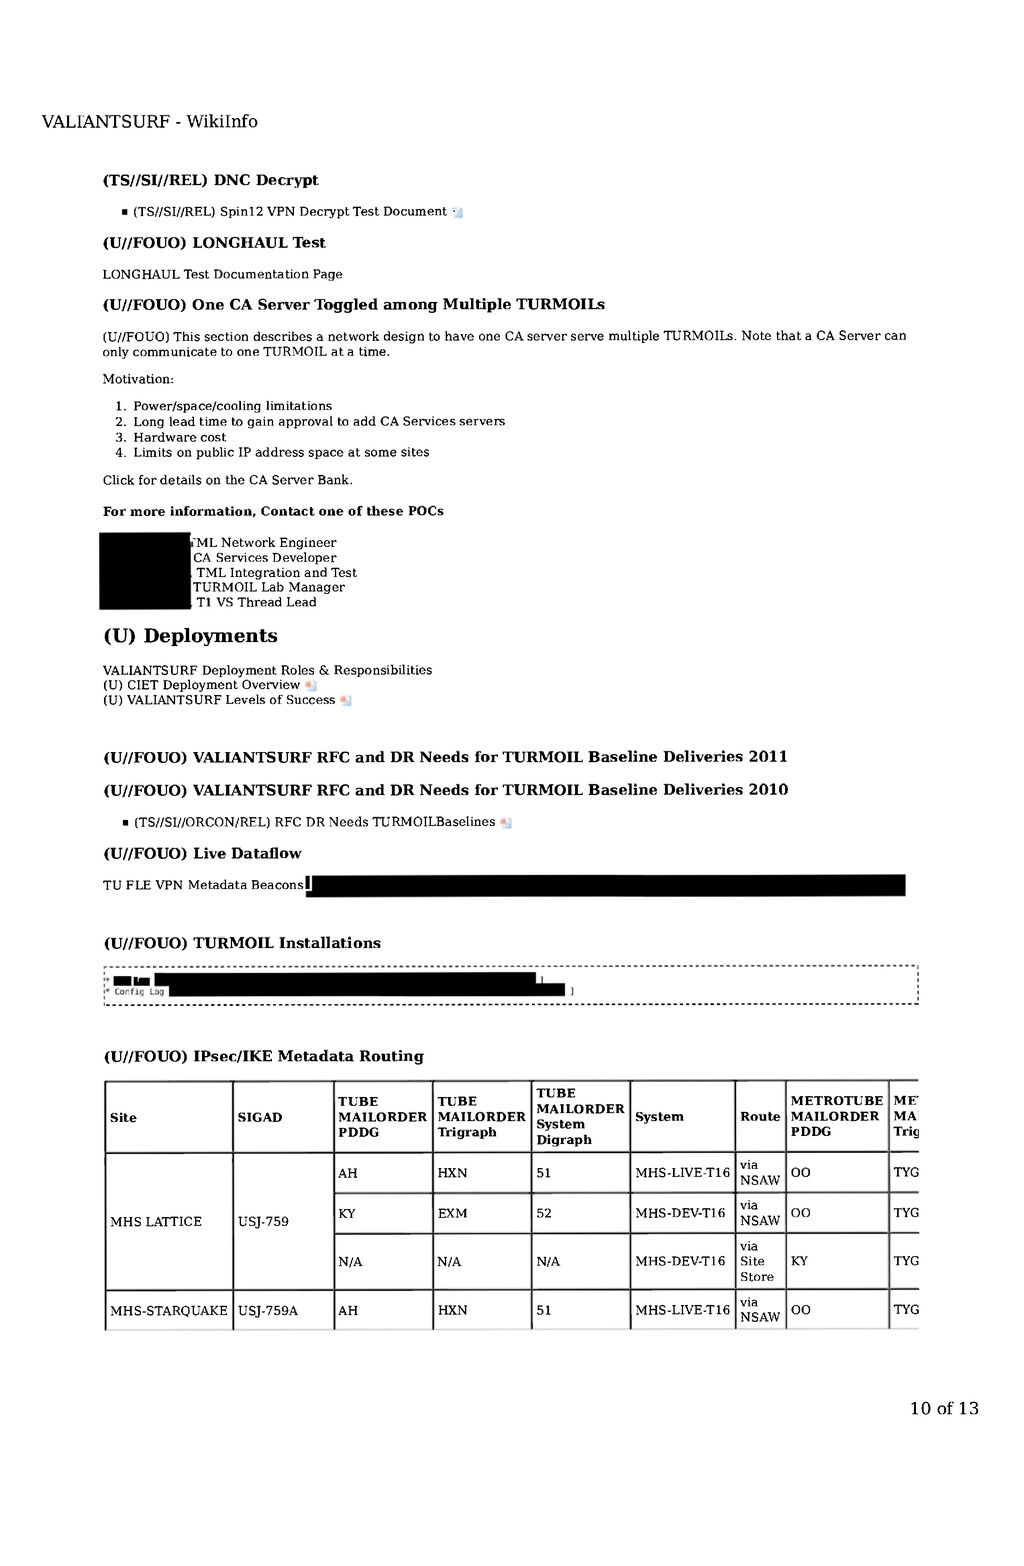 VALIANTSURF - WikiInfo
(TS//SI//REL) DNC Decrypt
▪ (TS//SI//REL) Spin12 VPN Decrypt Test Document
(U//FOUO) LONGHAUL Test
LONGHAUL Test Documentation Page
(U//FOUO) One CA Server Toggled among Multiple TURMOILs
(U//FOUO) This section describes a network design to have one CA server serve multiple TURMOILs. Note that a CA Server can
only communicate to one TURMOIL at a time.
Motivation:
1. Power/space/cooling limitations
2. Long lead time to gain approval to add CA Services servers
3. Hardware cost
4. Limits on public IP address space at some sites
Click for details on the CA Server Bank.
For more information, Contact one of these POCs
TML Network Engineer
CA Services Developer
TML Integration and Test
TURMOIL Lab Manager
, T1 VS Thread Lead
(U) Deployments
VALIANTSURF Deployment Roles & Responsibilities
(U) CIET Deployment Overview
(U) VALIANTSURF Levels of Success
(U//FOUO) VALIANTSURF RFC and DR Needs for TURMOIL Baseline Deliveries 2011
(U//FOUO) VALIANTSURF RFC and DR Needs for TURMOIL Baseline Deliveries 2010
▪ (TS//SI//ORCON/REL) RFC DR Needs TURMOILBaselines
(U//FOUO) Live Dataflow
TU FLE VPN Metadata Beacons
(U//FOUO) TURMOIL Installations
* ]
* Config Log ]
(U//FOUO) IPsec/IKE Metadata Routing
Site SIGAD TUBE MAILORDER PDDG TUBE MAILORDER Trigraph TUBE MAILORDER System Digraph System Route METROTUBE MAILORDER PDDG ME MA Trig
MHS LATTICE USJ-759 AH HXN 51 MHS-LIVE-T16 via NSAW OO TYG
KY EXM 52 MHS-DEV-T16 via NSAW OO TYG
N/A N/A N/A MHS-DEV-T16 via Site Store KY TYG
MHS-STARQUAKE USJ-759A AH HXN 51 MHS-LIVE-T16 via NSAW OO TYG
10 of 13